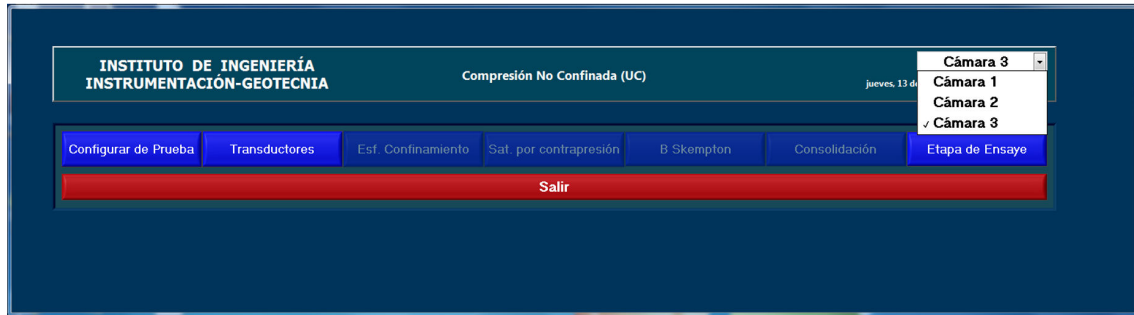 INSTITUTO DE INGENIERÍA
INSTRUMENTACIÓN-GEOTECNIA
Compresión No Confinada (UC)
jueves, 13 de
Cámara 3
Cámara 1
Cámara 2
✓ Cámara 3
Configurar de Prueba
Transductores
Esf. Confinamiento
Sat. por contrapresión
B Skempton
Consolidación
Etapa de Ensaye
Salir